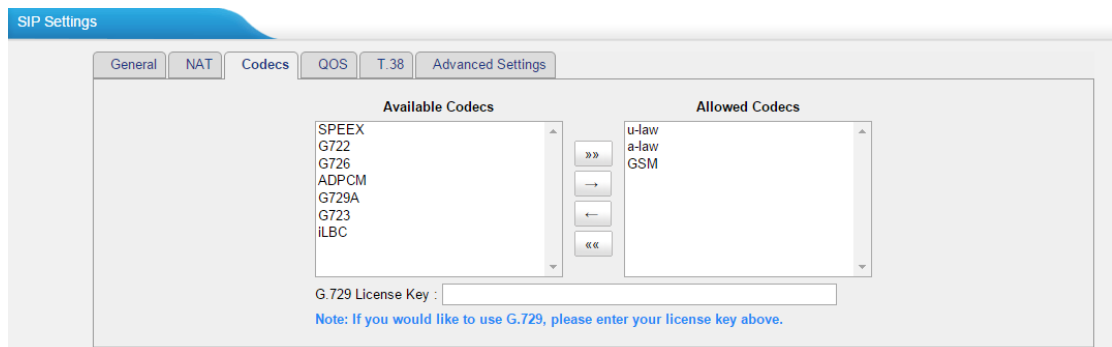 SIP Settings
General NAT Codecs QOS T.38 Advanced Settings
Available Codecs
SPEEX
G722
G726
ADPCM
G729A
G723
iLBC
»»
→
←
««
Allowed Codecs
u-law
a-law
GSM
G.729 License Key :
Note: If you would like to use G.729, please enter your license key above.